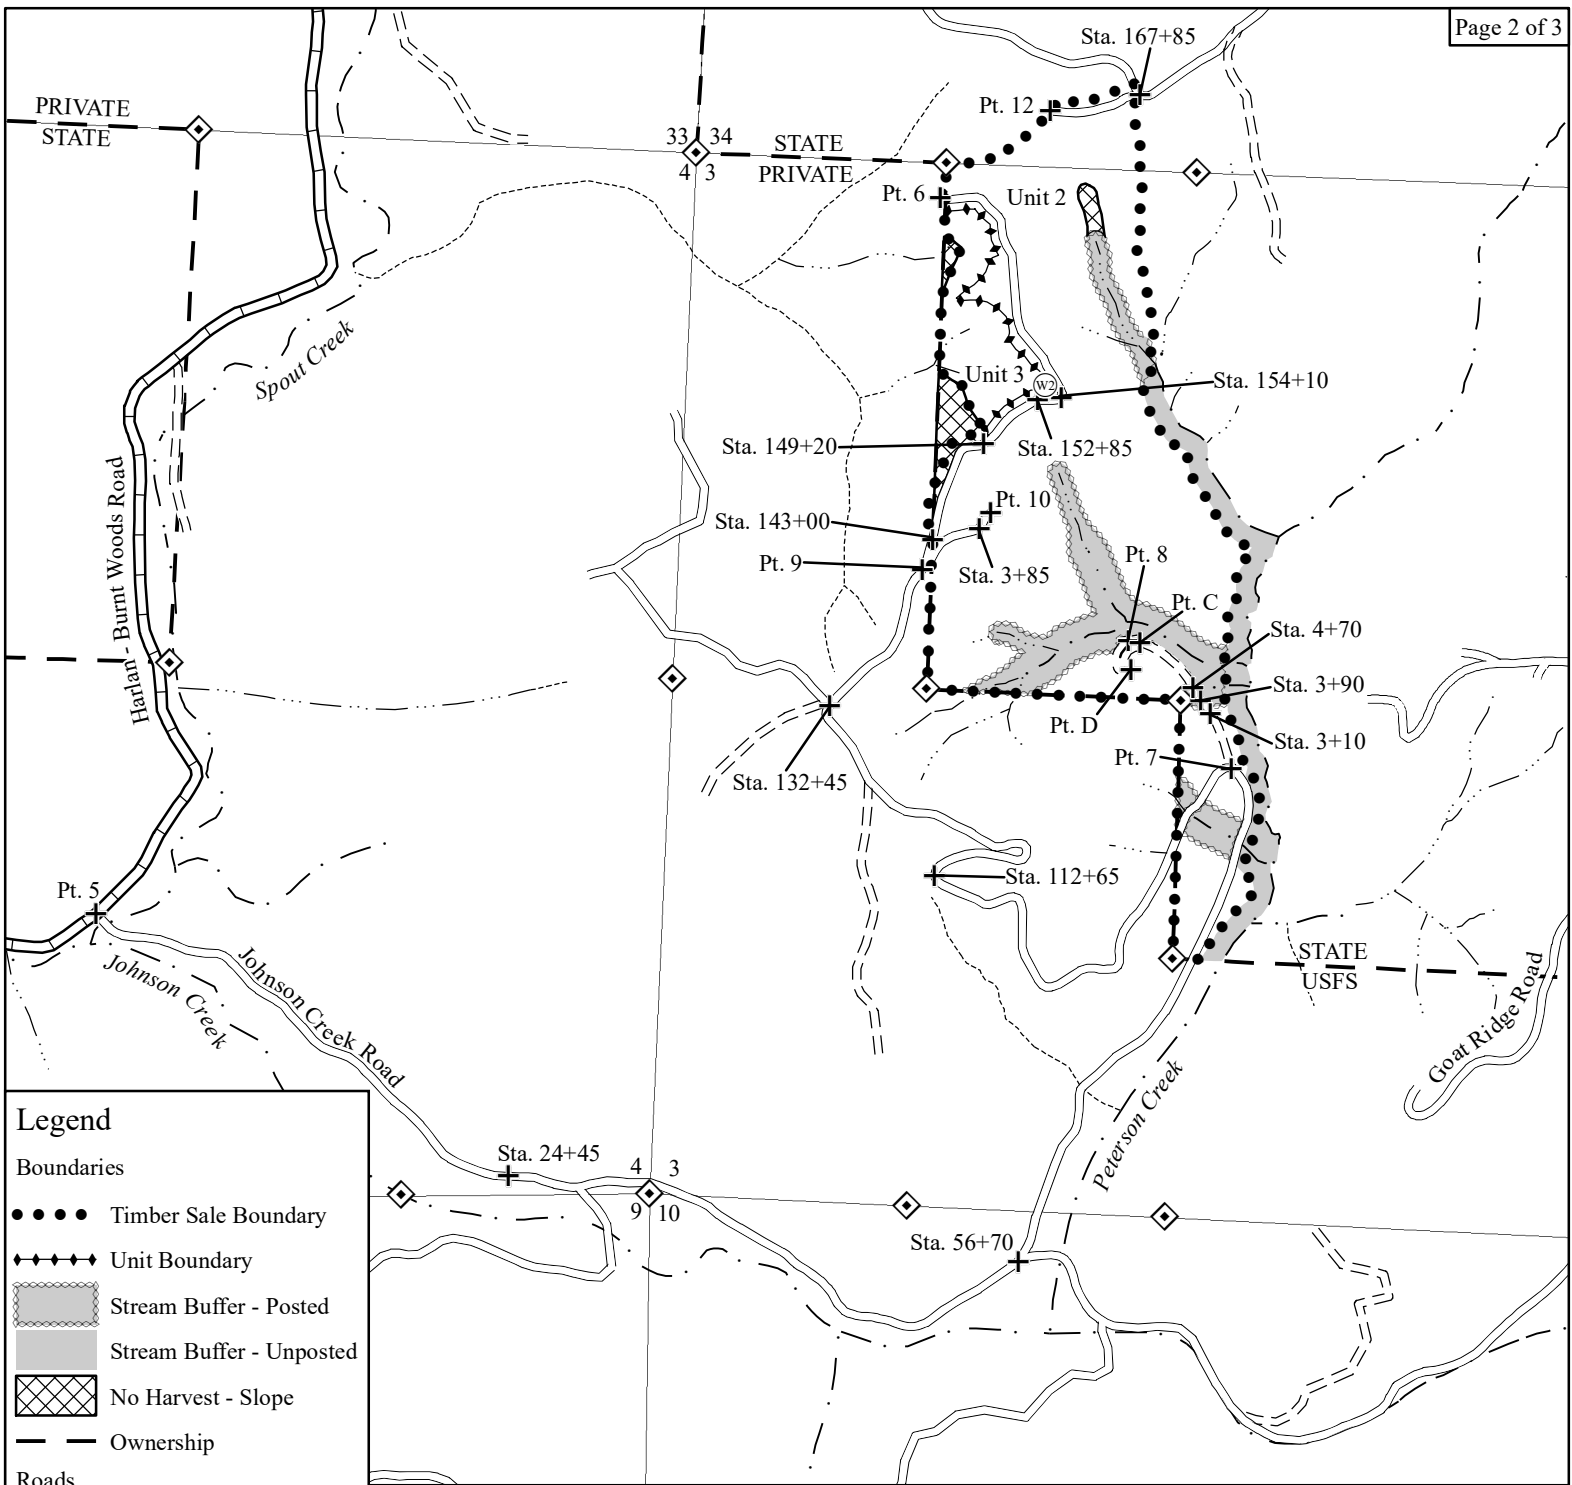 Page 2 of 3
Sta. 167+85
PRIVATE
STATE
Pt. 12
33 34
4 3
STATE
PRIVATE
Pt. 6
Unit 2
Spout Creek
Unit 3
W2
Sta. 154+10
Sta. 149+20
Sta. 152+85
Harlan - Burnt Woods Road
Pt. 10
Sta. 143+00
Pt. 9
Sta. 3+85
Pt. 8
Pt. C
Sta. 4+70
Sta. 3+90
Pt. D
Sta. 3+10
Pt. 7
Sta. 132+45
Sta. 112+65
Pt. 5
Johnson Creek
Johnson Creek Road
STATE
USFS
Goat Ridge Road
Peterson Creek
Sta. 24+45
4 3
9 10
Sta. 56+70
Legend
Boundaries
Timber Sale Boundary
Unit Boundary
Stream Buffer - Posted
Stream Buffer - Unposted
No Harvest - Slope
Ownership
Roads